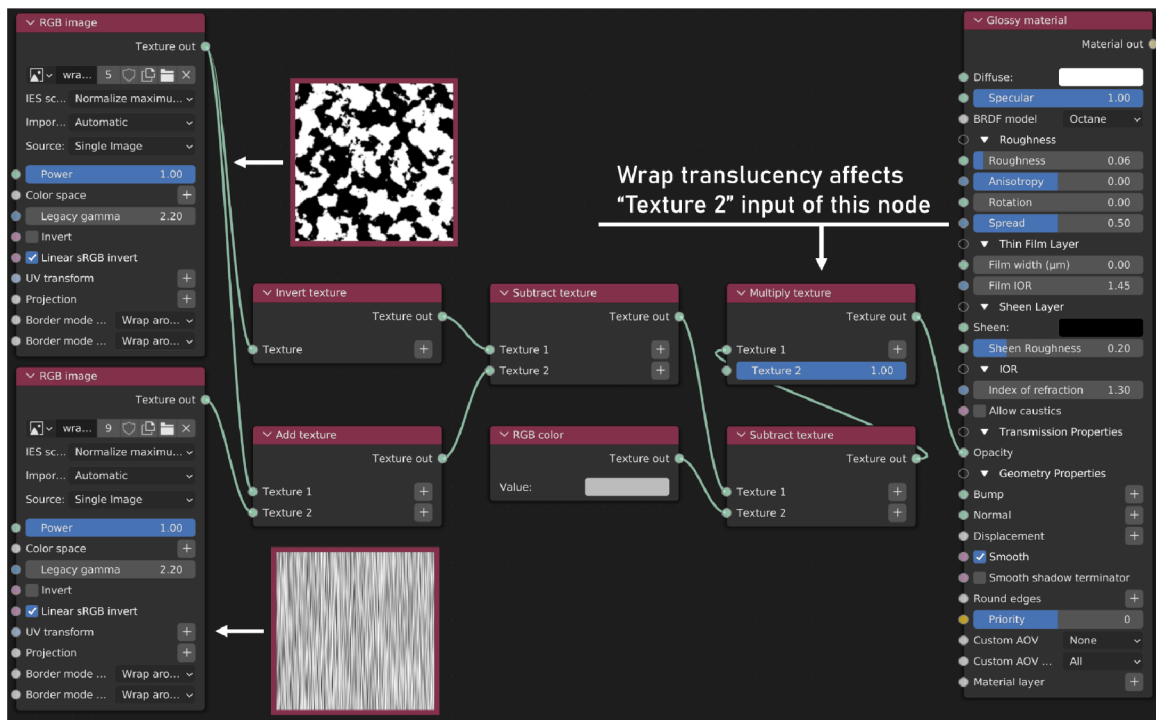 RGB image
Texture out
wra... 5
IES sc... Normalize maximu...
Impor... Automatic
Source: Single Image
Power 1.00
Color space
Legacy gamma 2.20
Invert
Linear sRGB invert
UV transform
Projection
Border mode ... Wrap aro...
Border mode ... Wrap aro...
RGB image
Texture out
wra... 9
IES sc... Normalize maximu...
Impor... Automatic
Source: Single Image
Power 1.00
Color space
Legacy gamma 2.20
Invert
Linear sRGB invert
UV transform
Projection
Border mode ... Wrap aro...
Border mode ... Wrap aro...
Invert texture
Texture out
Texture
Add texture
Texture out
Texture 1
Texture 2
Subtract texture
Texture out
Texture 1
Texture 2
RGB color
Texture out
Value:
Wrap translucency affects
“Texture 2” input of this node
Multiply texture
Texture out
Texture 1
Texture 2 1.00
Subtract texture
Texture out
Texture 1
Texture 2
Glossy material
Material out
Diffuse:
Specular 1.00
BRDF model Octane
Roughness
Roughness 0.06
Anisotropy 0.00
Rotation 0.00
Spread 0.50
Thin Film Layer
Film width (μm) 0.00
Film IOR 1.45
Sheen Layer
Sheen:
Sheen Roughness 0.20
IOR
Index of refraction 1.30
Allow caustics
Transmission Properties
Opacity
Geometry Properties
Bump
Normal
Displacement
Smooth
Smooth shadow terminator
Round edges
Priority 0
Custom AOV None
Custom AOV ... All
Material layer